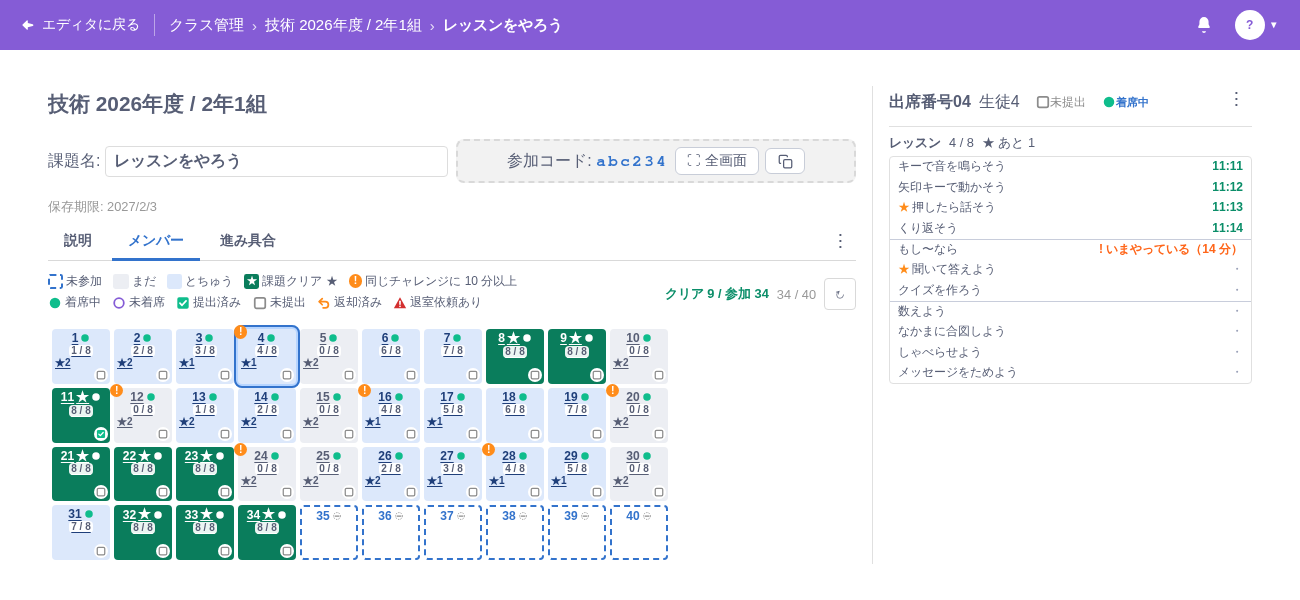 エディタに戻る クラス管理 › 技術 2026年度 / 2年1組 › レッスンをやろう ?
技術 2026年度 / 2年1組
課題名: レッスンをやろう 参加コード: abc234 全画面
保存期限: 2027/2/3
説明 メンバー 進み具合
未参加 まだ とちゅう ★ 課題クリア ★ ! 同じチャレンジに 10 分以上
着席中 未着席 提出済み 未提出 返却済み 退室依頼あり
クリア 9 / 参加 34 34 / 40
1 2 3 ! 4 5 6 7 8★ 9★ 10
1 / 8 2 / 8 3 / 8 4 / 8 0 / 8 6 / 8 7 / 8 8 / 8 8 / 8 0 / 8
★2 ★2 ★1 ★1 ★2 ★2
11★ ! 12 13 14 15 ! 16 17 18 19 ! 20
8 / 8 0 / 8 1 / 8 2 / 8 0 / 8 4 / 8 5 / 8 6 / 8 7 / 8 0 / 8
★2 ★2 ★2 ★2 ★1 ★1 ★2
21★ 22★ 23★ ! 24 25 26 27 ! 28 29 30
8 / 8 8 / 8 8 / 8 0 / 8 0 / 8 2 / 8 3 / 8 4 / 8 5 / 8 0 / 8
★2 ★2 ★2 ★1 ★1 ★1 ★2
31 32★ 33★ 34★ 35 36 37 38 39 40
7 / 8 8 / 8 8 / 8 8 / 8
出席番号04 生徒4 未提出 着席中
レッスン 4 / 8 ★ あと 1
キーで音を鳴らそう 11:11
矢印キーで動かそう 11:12
★ 押したら話そう 11:13
くり返そう 11:14
もし〜なら ! いまやっている（14 分）
★ 聞いて答えよう ・
クイズを作ろう ・
数えよう ・
なかまに合図しよう ・
しゃべらせよう ・
メッセージをためよう ・